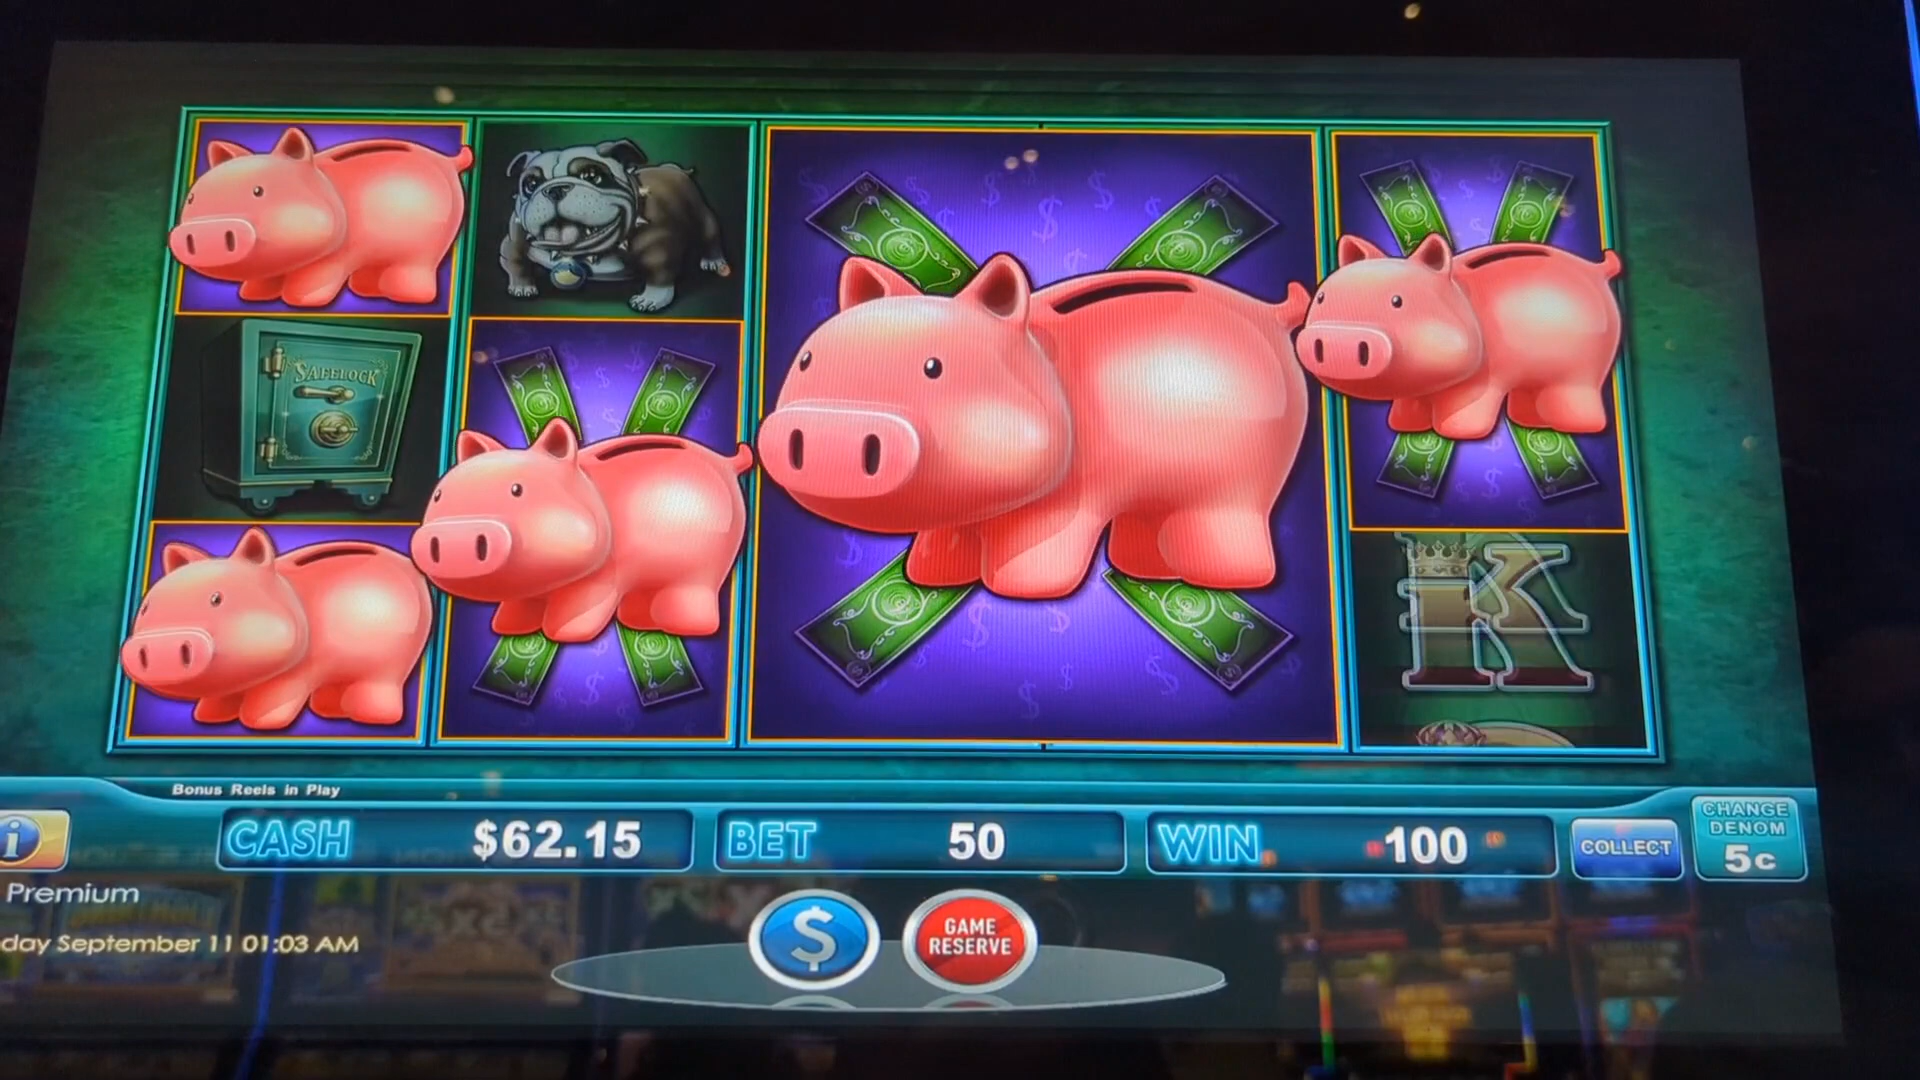 SAFELOCK
K
Bonus Reels in Play
CASH $62.15 BET 50 WIN 100 COLLECT
CHANGE
DENOM
5¢
i
Premium
day September 11 01:03 AM
$
GAME
RESERVE